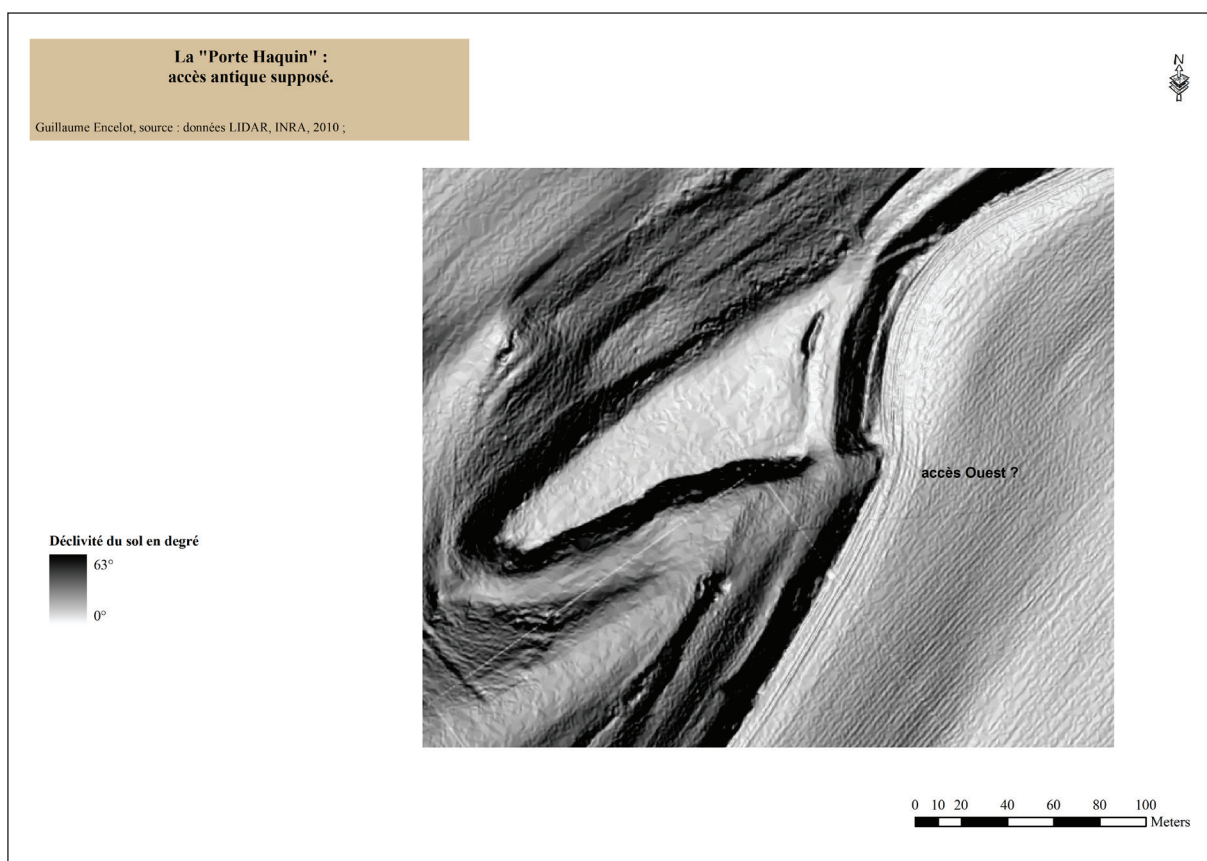 La "Porte Haquin" :
accès antique supposé.
Guillaume Encelot, source : données LIDAR, INRA, 2010 ;
N
accès Ouest ?
Déclivité du sol en degré
63°
0°
0 10 20 40 60 80 100
Meters